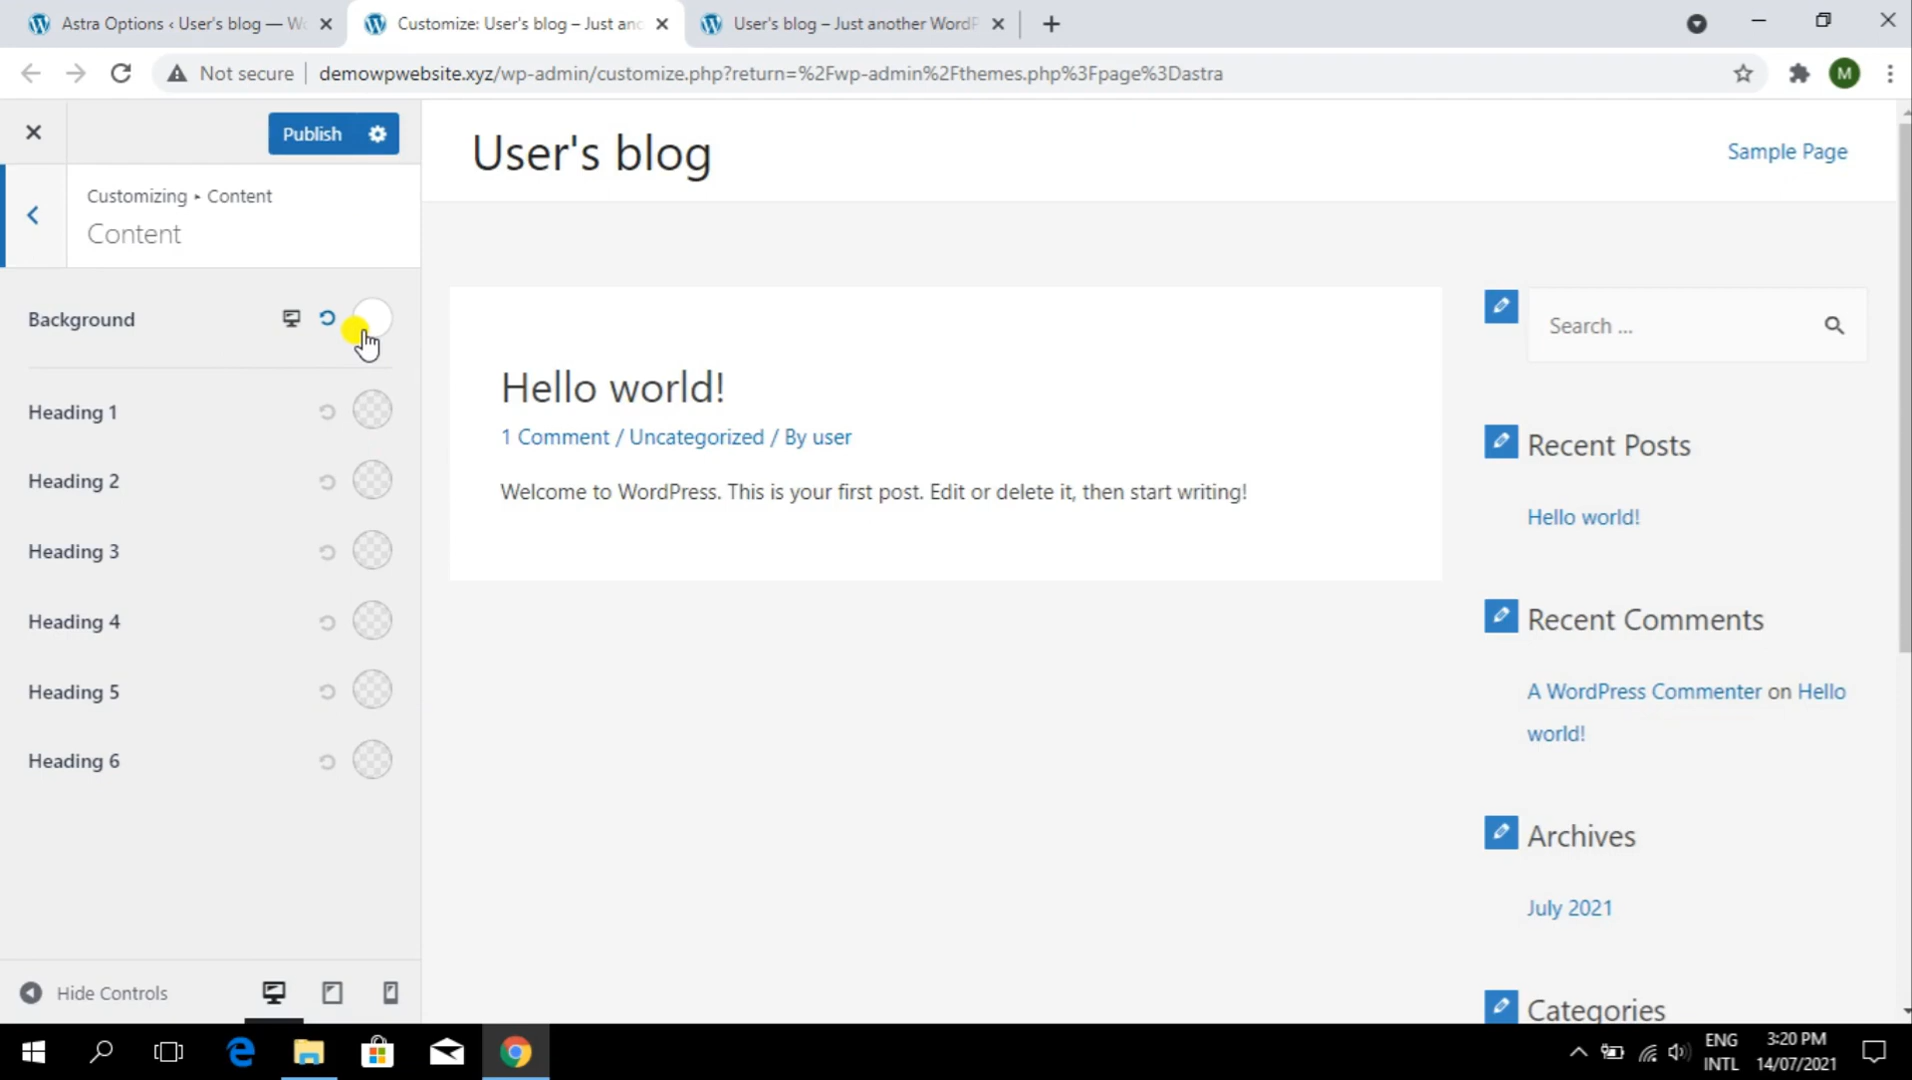 Astra Options ‹ User's blog — Wo
Customize: User's blog – Just ano
User's blog – Just another WordP
Not secure
demowpwebsite.xyz/wp-admin/customize.php?return=%2Fwp-admin%2Fthemes.php%3Fpage%3Dastra
M
Publish
Customizing ▸ Content
Content
Background
Heading 1
Heading 2
Heading 3
Heading 4
Heading 5
Heading 6
Hide Controls
User's blog
Sample Page
Hello world!
1 Comment / Uncategorized / By user
Welcome to WordPress. This is your first post. Edit or delete it, then start writing!
Search ...
Recent Posts
Hello world!
Recent Comments
A WordPress Commenter on Hello
world!
Archives
July 2021
Categories
ENG
INTL
3:20 PM
14/07/2021